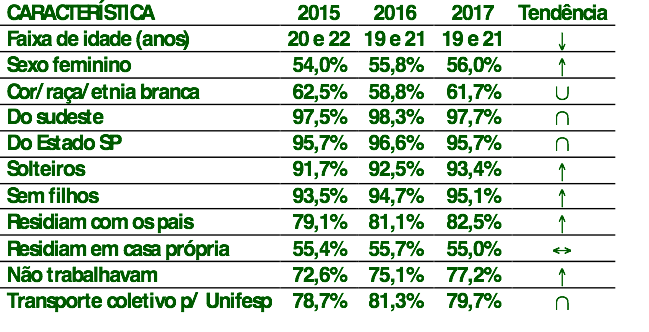 CARACTERÍSTICA 2015 2016 2017 Tendência
Faixa de idade (anos) 20 e 22 19 e 21 19 e 21 ↓
Sexo feminino 54,0% 55,8% 56,0% ↑
Cor/ raça/ etnia branca 62,5% 58,8% 61,7% ∪
Do sudeste 97,5% 98,3% 97,7% ∩
Do Estado SP 95,7% 96,6% 95,7% ∩
Solteiros 91,7% 92,5% 93,4% ↑
Sem filhos 93,5% 94,7% 95,1% ↑
Residiam com os pais 79,1% 81,1% 82,5% ↑
Residiam em casa própria 55,4% 55,7% 55,0% ↔
Não trabalhavam 72,6% 75,1% 77,2% ↑
Transporte coletivo p/ Unifesp 78,7% 81,3% 79,7% ∩